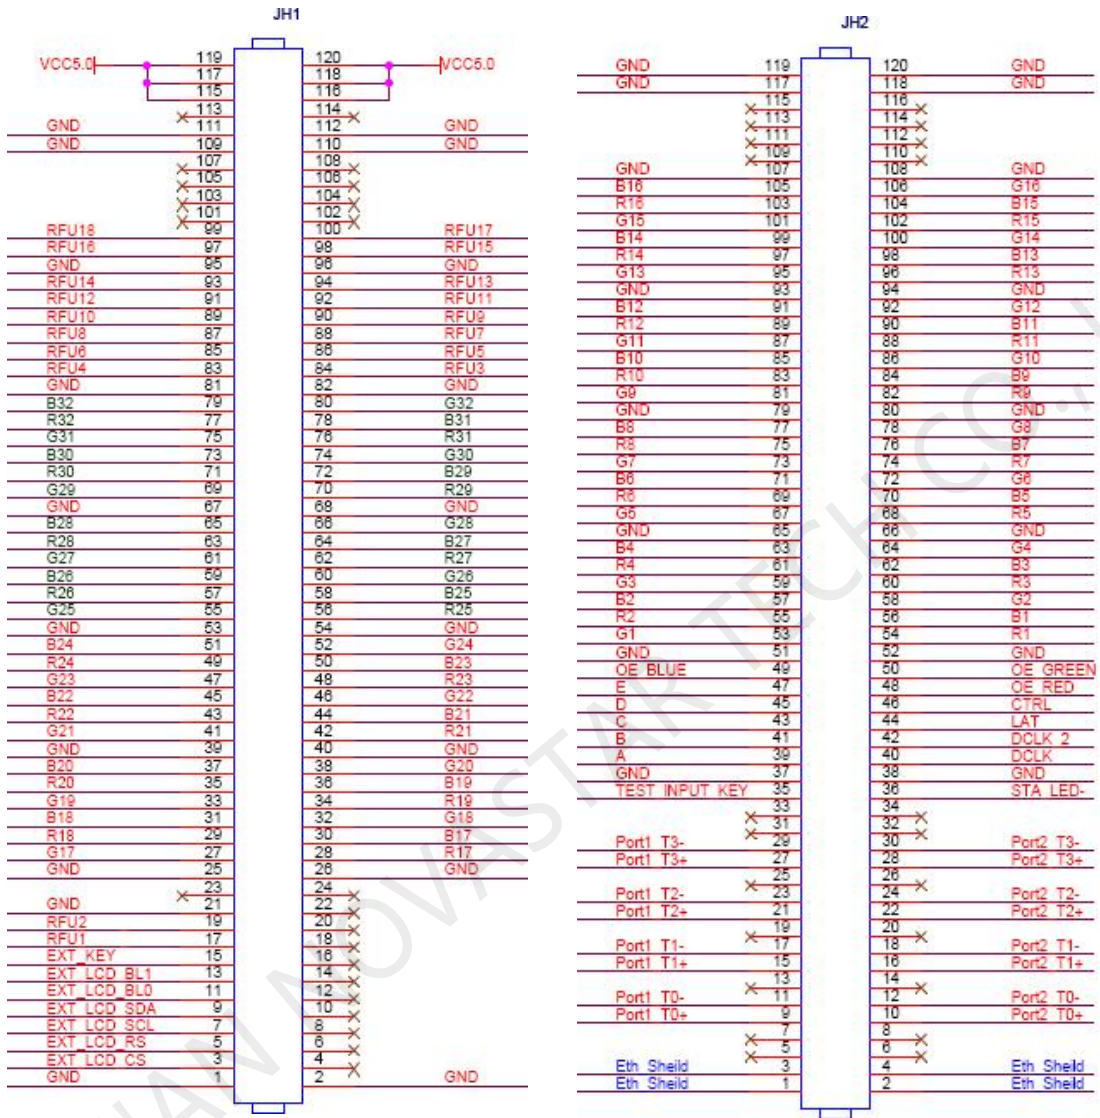 JH1
VCC5.0 119 120 VCC5.0
117 118
115 116
113 114
GND 111 112 GND
GND 109 110 GND
107 108
105 106
103 104
101 102
RFU18 99 100 RFU17
RFU16 97 98 RFU15
GND 95 96 GND
RFU14 93 94 RFU13
RFU12 91 92 RFU11
RFU10 89 90 RFU9
RFU8 87 88 RFU7
RFU6 85 86 RFU5
RFU4 83 84 RFU3
GND 81 82 GND
B32 79 80 G32
R32 77 78 B31
G31 75 76 R31
B30 73 74 G30
R30 71 72 B29
G29 69 70 R29
GND 67 68 GND
B28 65 66 G28
R28 63 64 B27
G27 61 62 R27
B26 59 60 G26
R26 57 58 B25
G25 55 56 R25
GND 53 54 GND
B24 51 52 G24
R24 49 50 B23
G23 47 48 R23
B22 45 46 G22
R22 43 44 B21
G21 41 42 R21
GND 39 40 GND
B20 37 38 G20
R20 35 36 B19
G19 33 34 R19
B18 31 32 G18
R18 29 30 B17
G17 27 28 R17
GND 25 26 GND
23 24
GND 21 22
RFU2 19 20
RFU1 17 18
EXT_KEY 15 16
EXT_LCD_BL1 13 14
EXT_LCD_BL0 11 12
EXT_LCD_SDA 9 10
EXT_LCD_SCL 7 8
EXT_LCD_RS 5 6
EXT_LCD_CS 3 4
GND 1 2 GND
JH2
GND 119 120 GND
GND 117 118 GND
115 116
113 114
111 112
109 110
GND 107 108 GND
B16 105 106 G16
R16 103 104 B15
G15 101 102 R15
B14 99 100 G14
R14 97 98 B13
G13 95 96 R13
GND 93 94 GND
B12 91 92 G12
R12 89 90 B11
G11 87 88 R11
B10 85 86 G10
R10 83 84 B9
G9 81 82 R9
GND 79 80 GND
B8 77 78 G8
R8 75 76 B7
G7 73 74 R7
B6 71 72 G6
R6 69 70 B5
G5 67 68 R5
GND 65 66 GND
B4 63 64 G4
R4 61 62 B3
G3 59 60 R3
B2 57 58 G2
R2 55 56 B1
G1 53 54 R1
GND 51 52 GND
OE_BLUE 49 50 OE_GREEN
E 47 48 OE_RED
D 45 46 CTRL
C 43 44 LAT
B 41 42 DCLK_2
A 39 40 DCLK
GND 37 38 GND
TEST_INPUT_KEY 35 36 STA_LED-
33 34
31 32
Port1_T3- 29 30 Port2_T3-
Port1_T3+ 27 28 Port2_T3+
25 26
Port1_T2- 23 24 Port2_T2-
Port1_T2+ 21 22 Port2_T2+
19 20
Port1_T1- 17 18 Port2_T1-
Port1_T1+ 15 16 Port2_T1+
13 14
Port1_T0- 11 12 Port2_T0-
Port1_T0+ 9 10 Port2_T0+
7 8
5 6
Eth_Sheild 3 4 Eth_Sheild
Eth_Sheild 1 2 Eth_Sheild
NOVASTAR TECH CO.,